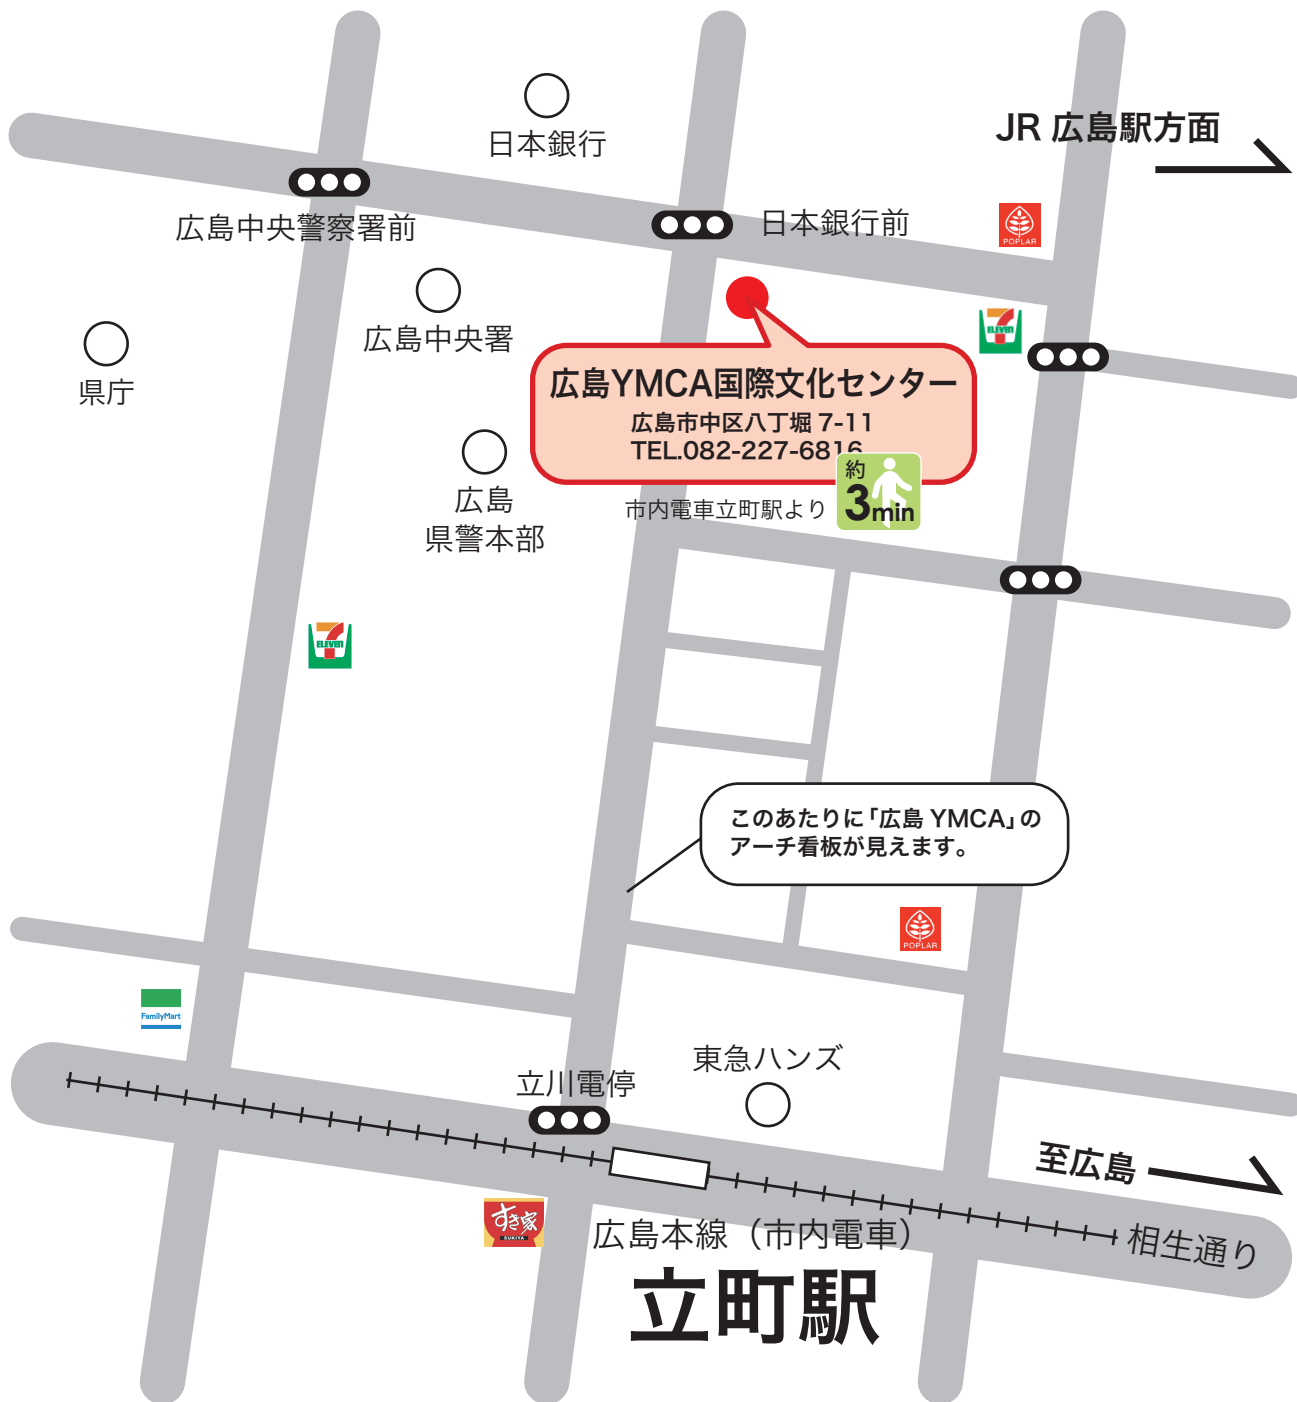 日本銀行
JR 広島駅方面
広島中央警察署前
日本銀行前
POPLAR
広島中央署
県庁
ELEVEN
広島YMCA国際文化センター
広島市中区八丁堀 7-11
TEL.082-227-6816
市内電車立町駅より
約
3min
広島
県警本部
ELEVEN
このあたりに「広島 YMCA」の
アーチ看板が見えます。
POPLAR
FamilyMart
立川電停
東急ハンズ
至広島
すき家
SUKIYA
広島本線（市内電車）
相生通り
立町駅